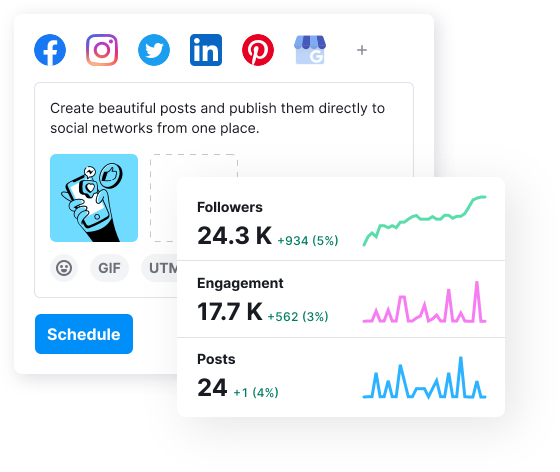 Create beautiful posts and publish them directly to
social networks from one place.
GIF
UTM
Schedule
Followers
24.3 K +934 (5%)
Engagement
17.7 K +562 (3%)
Posts
24 +1 (4%)